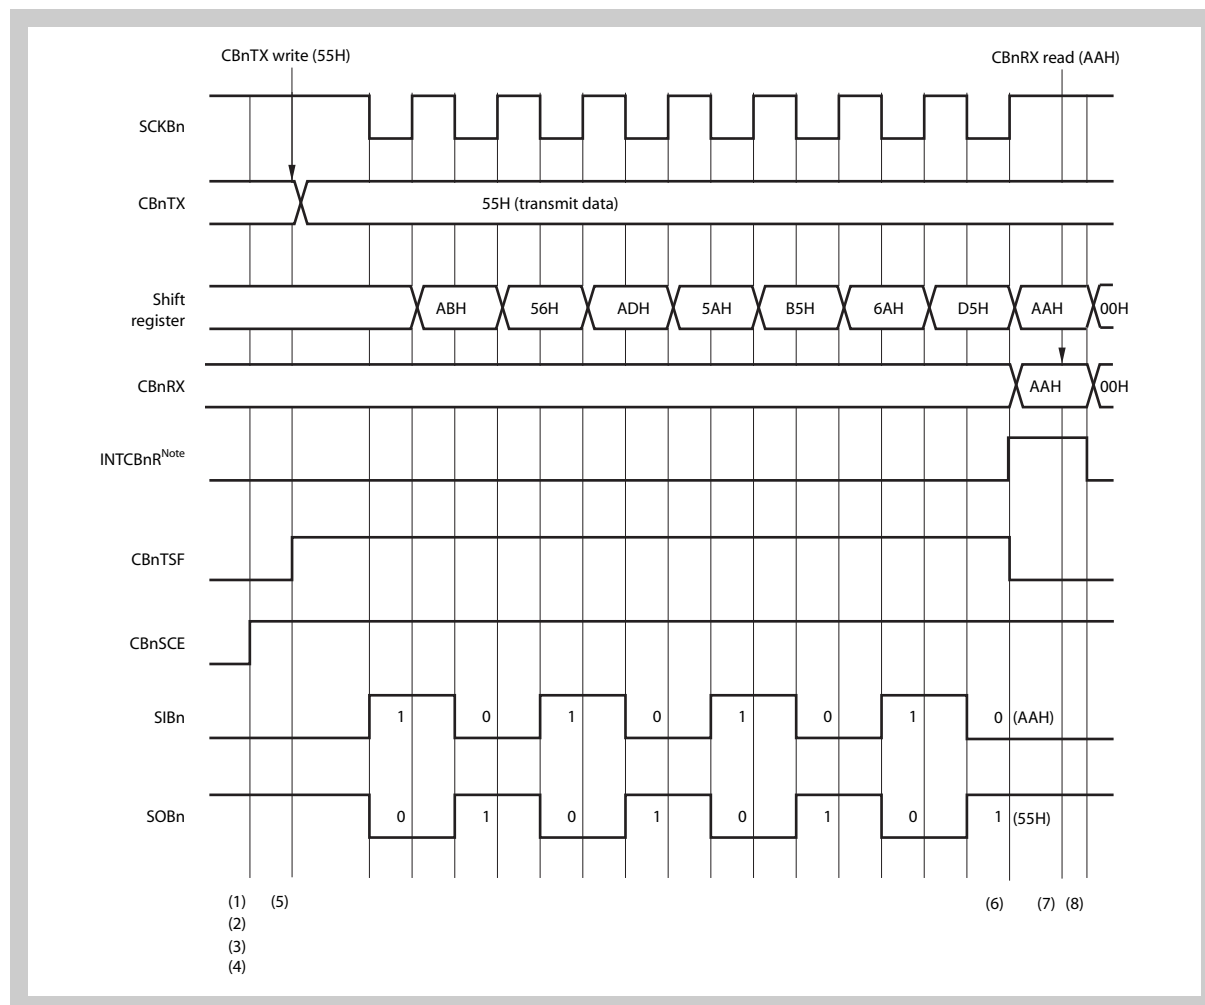 CBnTX write (55H)
CBnRX read (AAH)
SCKBn
CBnTX
55H (transmit data)
Shift
register
ABH 56H ADH 5AH B5H 6AH D5H AAH 00H
CBnRX
AAH 00H
INTCBnRNote
CBnTSF
CBnSCE
SIBn
1 0 1 0 1 0 1 0 (AAH)
SOBn
0 1 0 1 0 1 0 1 (55H)
(1) (5) (6) (7) (8)
(2)
(3)
(4)